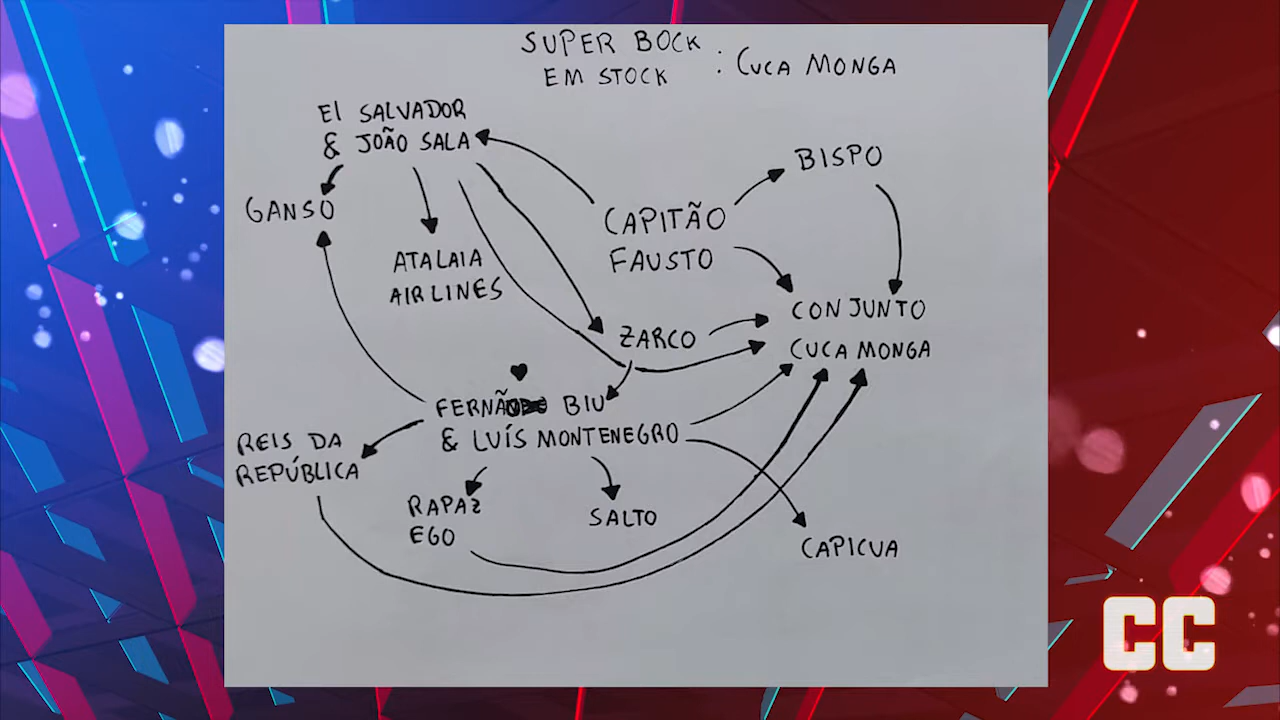 SUPER BOCK
EM STOCK : CUCA MONGA
El SALVADOR
& JOÃO SALA
BISPO
GANSO
CAPITÃO
FAUSTO
ATALAIA
AIRLINES
CONJUNTO
CUCA MONGA
ZARCO
FERNÃO BIU
& LUÍS MONTENEGRO
REIS DA
REPÚBLICA
RAPAZ
EGO
SALTO
CAPICUA
CC